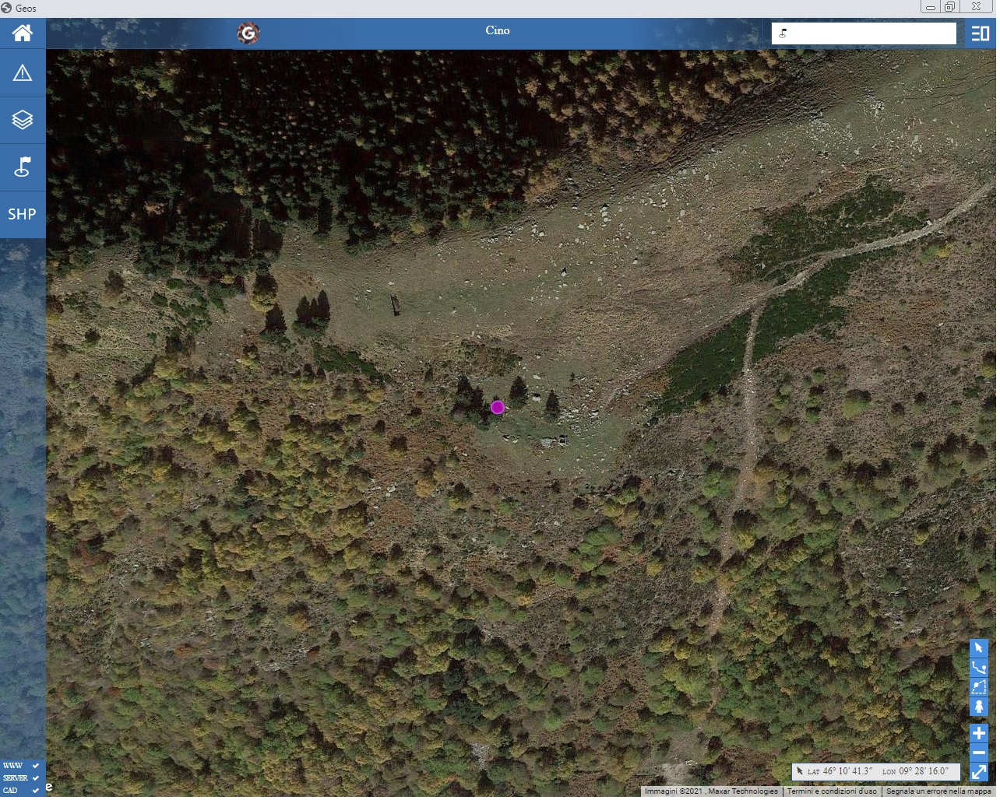 Geos
Cino
G
SHP
WWW
SERVER
CAD
e
LAT 46° 10' 41.3" LON 09° 28' 16.0"
Immagini ©2021 , Maxar Technologies
Termini e condizioni d'uso
Segnala un errore nella mappa